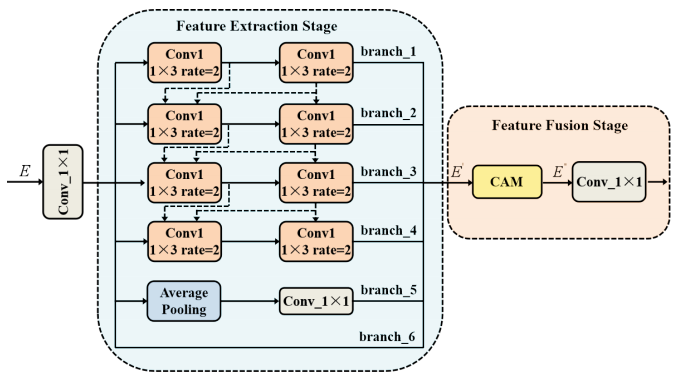 Feature Extraction Stage
Conv1
1×3 rate=2
Conv1
1×3 rate=2
branch_1
Conv1
1×3 rate=2
Conv1
1×3 rate=2
branch_2
Feature Fusion Stage
E
Conv_1×1
Conv1
1×3 rate=2
Conv1
1×3 rate=2
branch_3
E'
CAM
E"
Conv_1×1
Conv1
1×3 rate=2
Conv1
1×3 rate=2
branch_4
Average
Pooling
Conv_1×1
branch_5
branch_6